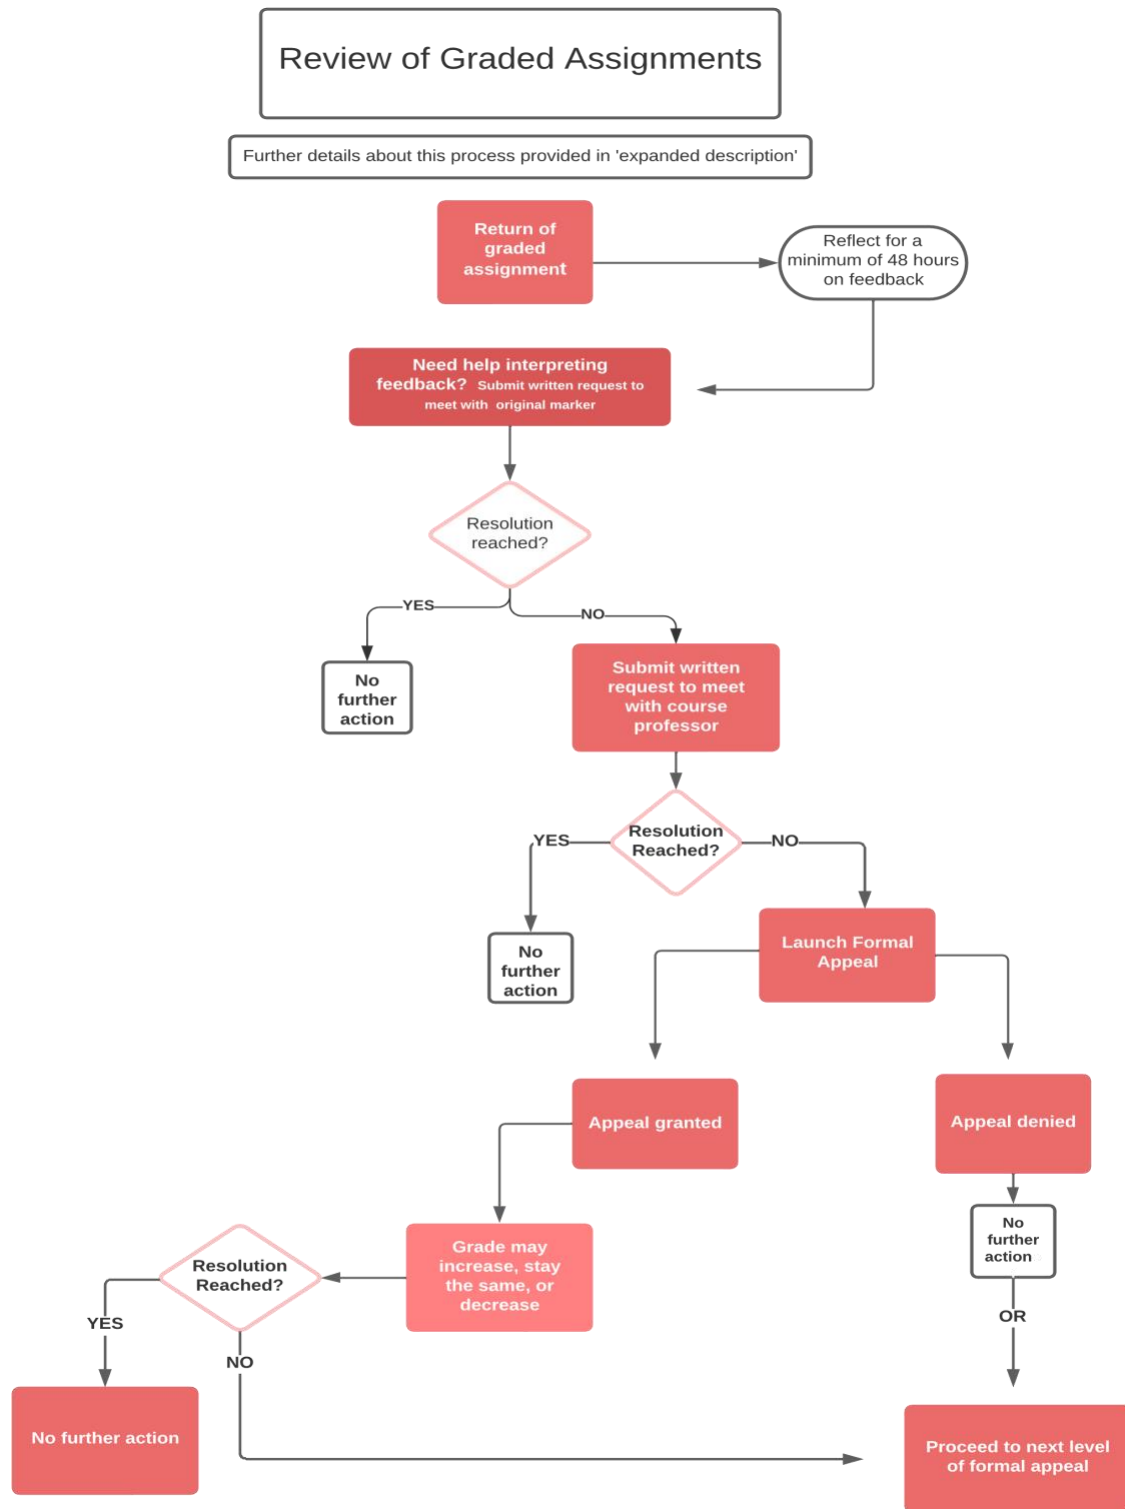 Review of Graded Assignments
Further details about this process provided in 'expanded description'
Return of
graded
assignment
Reflect for a
minimum of 48 hours
on feedback
Need help interpreting
feedback? Submit written request to
meet with original marker
Resolution
reached?
YES
NO
No
further
action
Submit written
request to meet
with course
professor
Resolution
Reached?
YES
NO
No
further
action
Launch Formal
Appeal
Appeal granted
Appeal denied
No
further
action
Grade may
increase, stay
the same, or
decrease
Resolution
Reached?
OR
YES
NO
No further action
Proceed to next level
of formal appeal